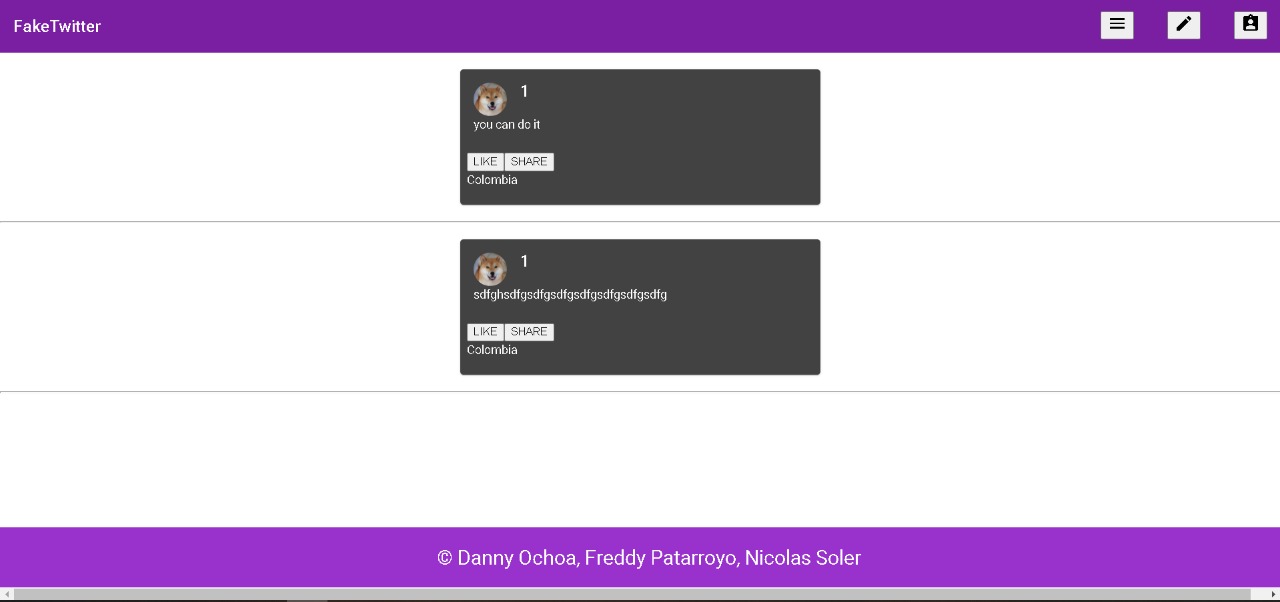 FakeTwitter
1
you can do it
LIKE SHARE
Colombia
1
sdfghsdfgsdfgsdfgsdfgsdfgsdfgsdfg
LIKE SHARE
Colombia
© Danny Ochoa, Freddy Patarroyo, Nicolas Soler